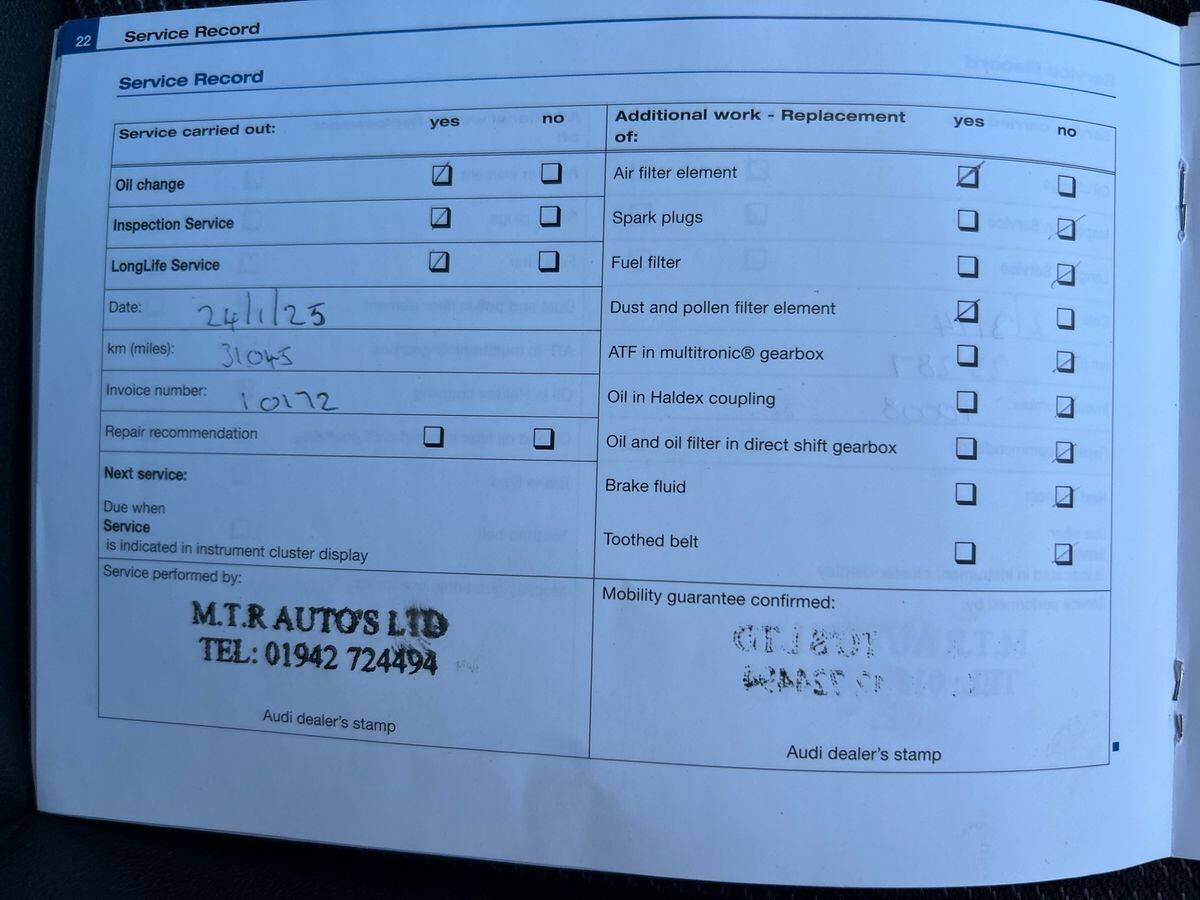 22 Service Record
Service Record
Service carried out: yes no
Oil change
Inspection Service
LongLife Service
Date: 24/1/25
km (miles): 31045
Invoice number: 10172
Repair recommendation
Next service:
Due when
Service
is indicated in instrument cluster display
Service performed by:
M.T.R AUTO'S LTD
TEL: 01942 724494
Audi dealer's stamp
Additional work - Replacement of: yes no
Air filter element
Spark plugs
Fuel filter
Dust and pollen filter element
ATF in multitronic® gearbox
Oil in Haldex coupling
Oil and oil filter in direct shift gearbox
Brake fluid
Toothed belt
Mobility guarantee confirmed:
Audi dealer's stamp